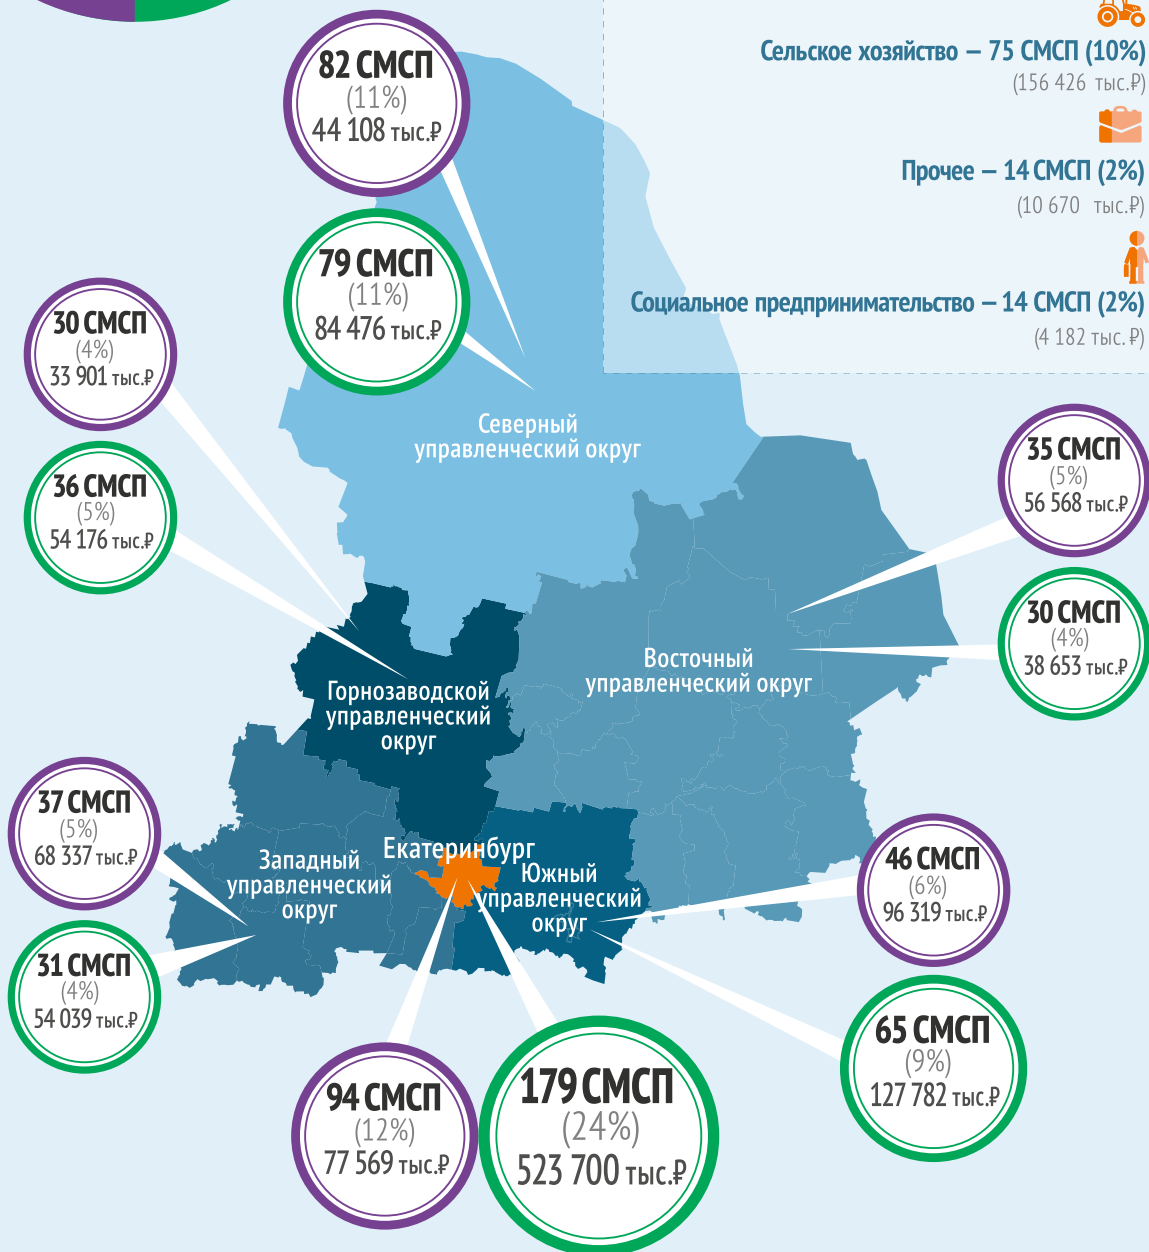 Сельское хозяйство — 75 СМСП (10%)
(156 426 тыс.₽)
Прочее — 14 СМСП (2%)
(10 670 тыс.₽)
Социальное предпринимательство — 14 СМСП (2%)
(4 182 тыс. ₽)
82 СМСП
(11%)
44 108 тыс.₽
79 СМСП
(11%)
84 476 тыс.₽
30 СМСП
(4%)
33 901 тыс.₽
36 СМСП
(5%)
54 176 тыс.₽
Северный
управленческий округ
35 СМСП
(5%)
56 568 тыс.₽
30 СМСП
(4%)
38 653 тыс.₽
Восточный
управленческий округ
Горнозаводской
управленческий
округ
37 СМСП
(5%)
68 337 тыс.₽
31 СМСП
(4%)
54 039 тыс.₽
Западный
управленческий
округ
Екатеринбург
Южный
управленческий
округ
46 СМСП
(6%)
96 319 тыс.₽
65 СМСП
(9%)
127 782 тыс.₽
94 СМСП
(12%)
77 569 тыс.₽
179 СМСП
(24%)
523 700 тыс.₽